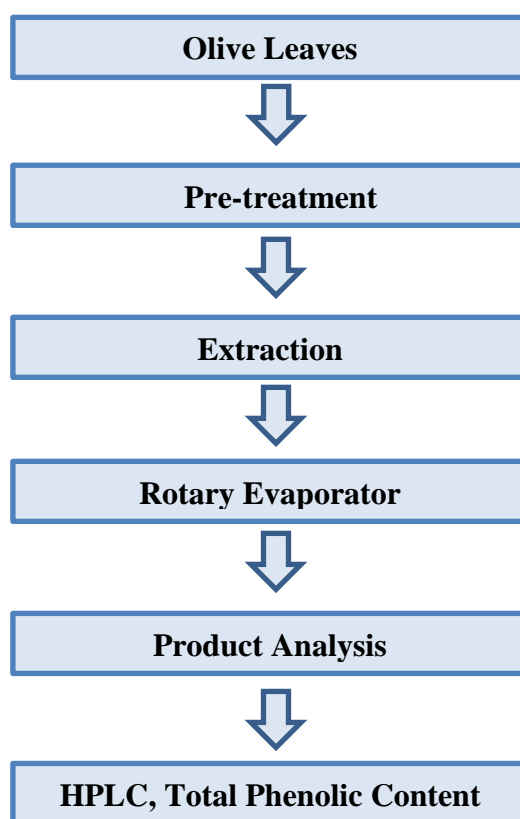 Olive Leaves
Pre-treatment
Extraction
Rotary Evaporator
Product Analysis
HPLC, Total Phenolic Content